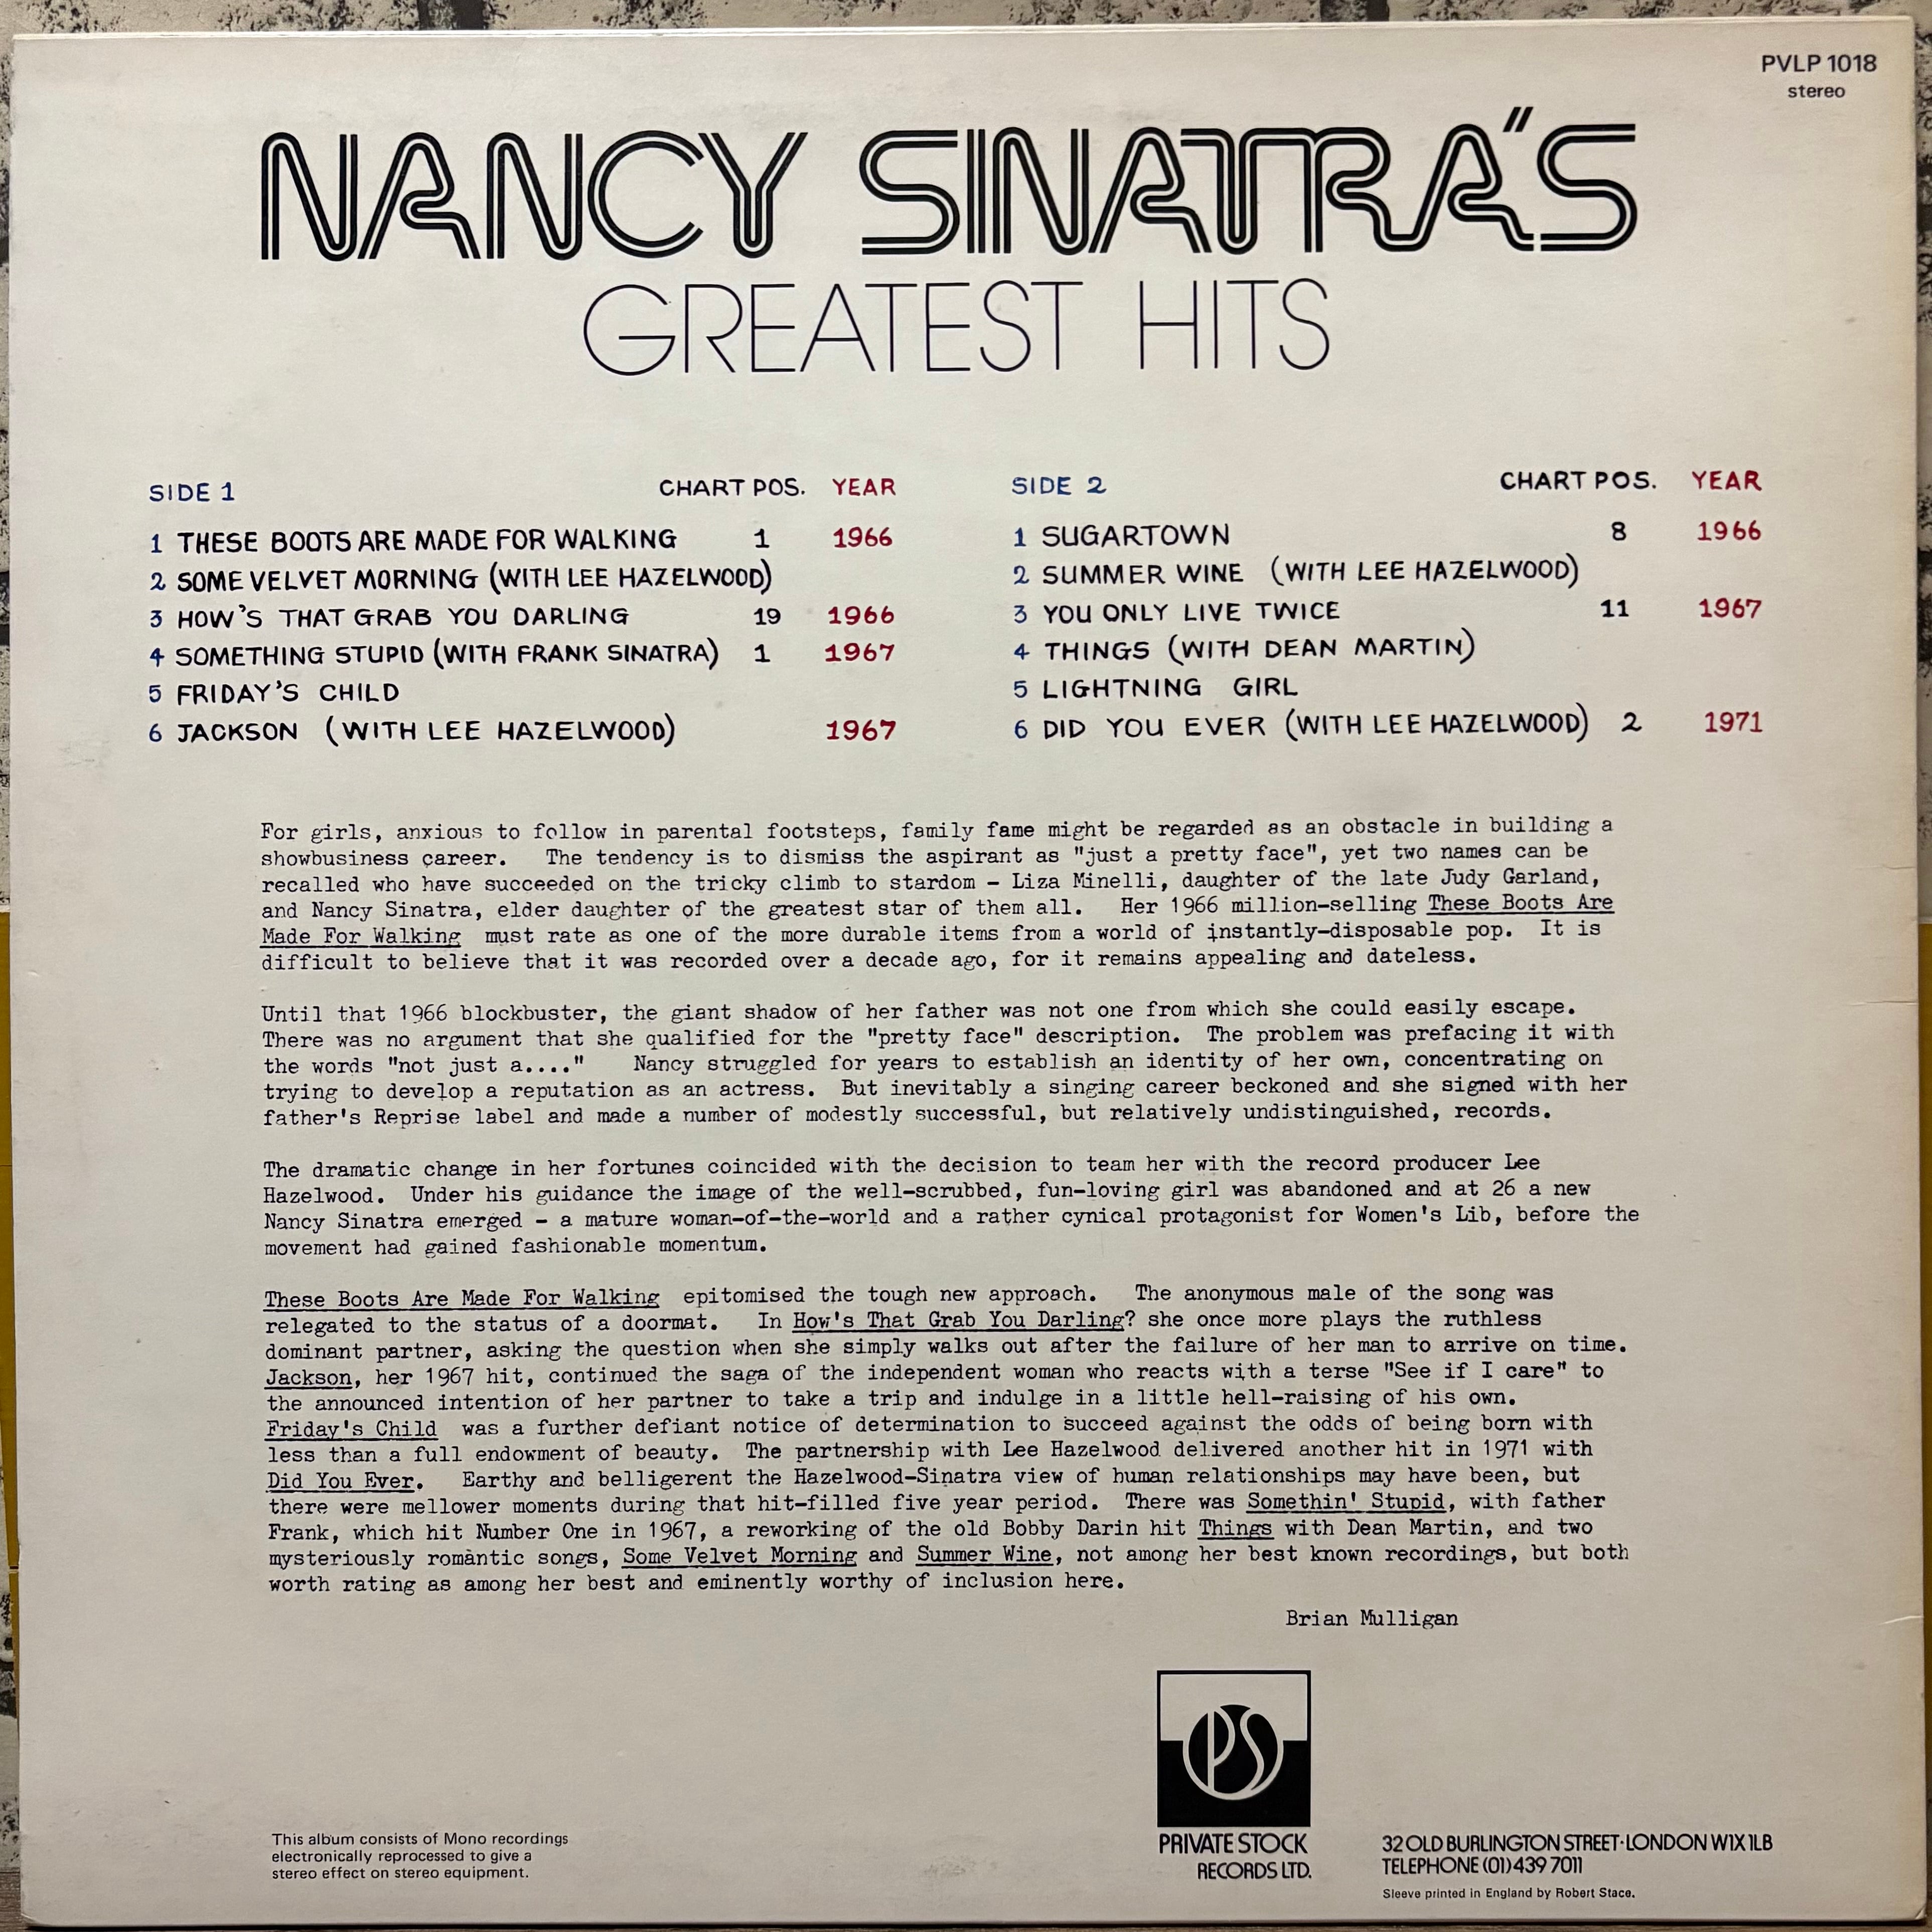 PVLP 1018
stereo
NANCY SINATRA"S
GREATEST HITS
SIDE 1 CHART POS. YEAR
1 THESE BOOTS ARE MADE FOR WALKING 1 1966
2 SOME VELVET MORNING (WITH LEE HAZELWOOD)
3 HOW'S THAT GRAB YOU DARLING 19 1966
4 SOMETHING STUPID (WITH FRANK SINATRA) 1 1967
5 FRIDAY'S CHILD
6 JACKSON (WITH LEE HAZELWOOD) 1967
SIDE 2 CHART POS. YEAR
1 SUGARTOWN 8 1966
2 SUMMER WINE (WITH LEE HAZELWOOD)
3 YOU ONLY LIVE TWICE 11 1967
4 THINGS (WITH DEAN MARTIN)
5 LIGHTNING GIRL
6 DID YOU EVER (WITH LEE HAZELWOOD) 2 1971
For girls, anxious to follow in parental footsteps, family fame might be regarded as an obstacle in building a
showbusiness career. The tendency is to dismiss the aspirant as "just a pretty face", yet two names can be
recalled who have succeeded on the tricky climb to stardom - Liza Minelli, daughter of the late Judy Garland,
and Nancy Sinatra, elder daughter of the greatest star of them all. Her 1966 million-selling These Boots Are
Made For Walking must rate as one of the more durable items from a world of instantly-disposable pop. It is
difficult to believe that it was recorded over a decade ago, for it remains appealing and dateless.
Until that 1966 blockbuster, the giant shadow of her father was not one from which she could easily escape.
There was no argument that she qualified for the "pretty face" description. The problem was prefacing it with
the words "not just a...." Nancy struggled for years to establish an identity of her own, concentrating on
trying to develop a reputation as an actress. But inevitably a singing career beckoned and she signed with her
father's Reprise label and made a number of modestly successful, but relatively undistinguished, records.
The dramatic change in her fortunes coincided with the decision to team her with the record producer Lee
Hazelwood. Under his guidance the image of the well-scrubbed, fun-loving girl was abandoned and at 26 a new
Nancy Sinatra emerged - a mature woman-of-the-world and a rather cynical protagonist for Women's Lib, before the
movement had gained fashionable momentum.
These Boots Are Made For Walking epitomised the tough new approach. The anonymous male of the song was
relegated to the status of a doormat. In How's That Grab You Darling? she once more plays the ruthless
dominant partner, asking the question when she simply walks out after the failure of her man to arrive on time.
Jackson, her 1967 hit, continued the saga of the independent woman who reacts with a terse "See if I care" to
the announced intention of her partner to take a trip and indulge in a little hell-raising of his own.
Friday's Child was a further defiant notice of determination to succeed against the odds of being born with
less than a full endowment of beauty. The partnership with Lee Hazelwood delivered another hit in 1971 with
Did You Ever. Earthy and belligerent the Hazelwood-Sinatra view of human relationships may have been, but
there were mellower moments during that hit-filled five year period. There was Somethin' Stupid, with father
Frank, which hit Number One in 1967, a reworking of the old Bobby Darin hit Things with Dean Martin, and two
mysteriously romantic songs, Some Velvet Morning and Summer Wine, not among her best known recordings, but both
worth rating as among her best and eminently worthy of inclusion here.
Brian Mulligan
PS
This album consists of Mono recordings
electronically reprocessed to give a
stereo effect on stereo equipment.
PRIVATE STOCK
RECORDS LTD.
32 OLD BURLINGTON STREET·LONDON W1X 1LB
TELEPHONE (01) 439 7011
Sleeve printed in England by Robert Stace.